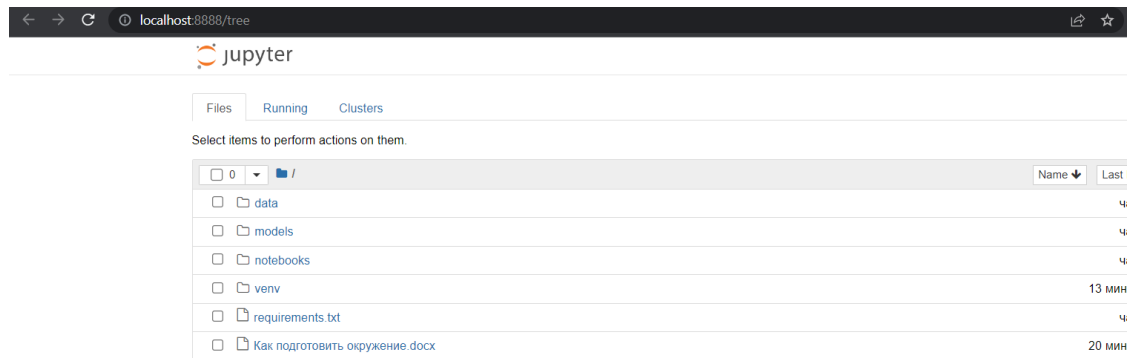 localhost:8888/tree
jupyter
Files Running Clusters
Select items to perform actions on them.
0 / Name Last
data
models
notebooks
venv 13 мин
requirements.txt
Как подготовить окружение.docx 20 мин